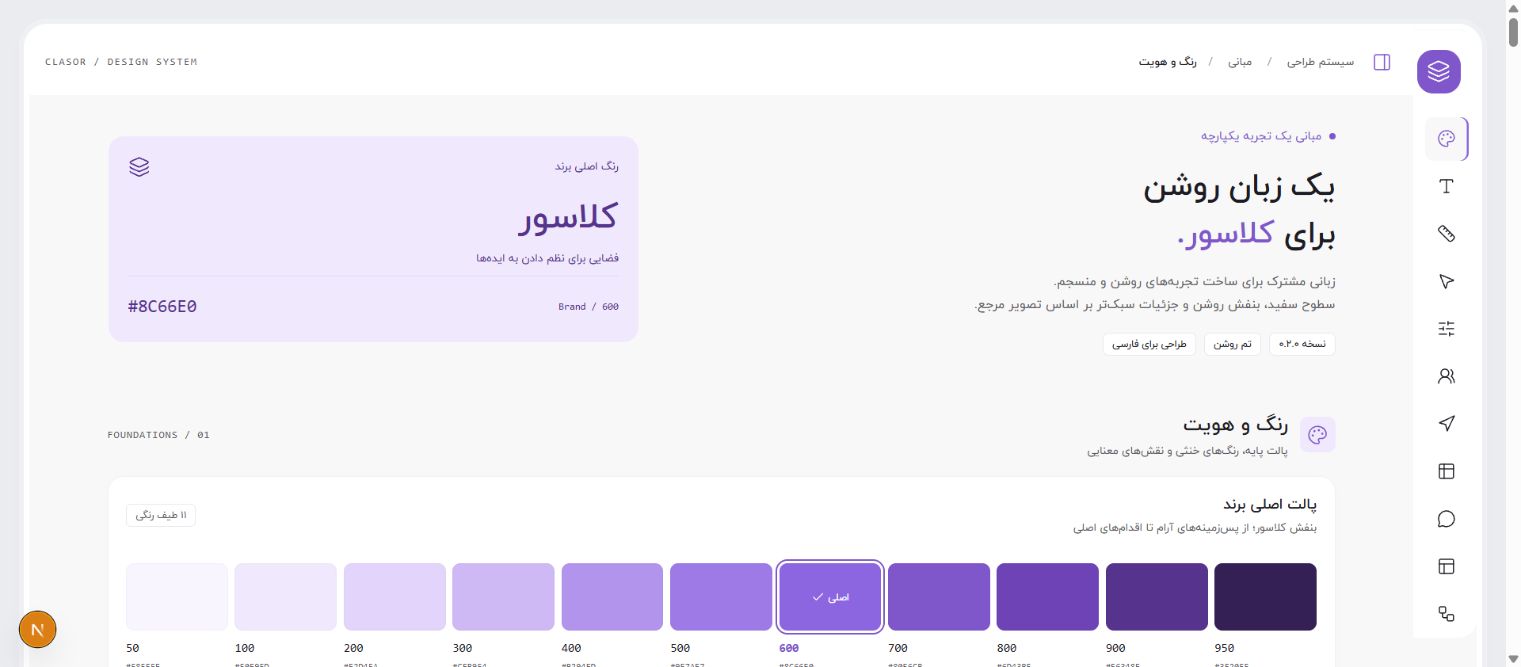 سیستم طراحی / مبانی / رنگ و هویت
CLASOR / DESIGN SYSTEM
مبانی یک تجربه یکپارچه
یک زبان روشن
برای کلاسور.
زبانی مشترک برای ساخت تجربه‌های روشن و منسجم.
سطوح سفید، بنفش روشن و جزئیات سبک‌تر بر اساس تصویر مرجع.
نسخه ۰.۲.۰
تم روشن
طراحی برای فارسی
رنگ اصلی برند
کلاسور
فضایی برای نظم دادن به ایده‌ها
Brand / 600
#8C66E0
رنگ و هویت
پالت پایه، رنگ‌های خنثی و نقش‌های معنایی
FOUNDATIONS / 01
پالت اصلی برند
بنفش کلاسور؛ از پس‌زمینه‌های آرام تا اقدام‌های اصلی
۱۱ طیف رنگی
اصلی
50 100 200 300 400 500 600 700 800 900 950
N